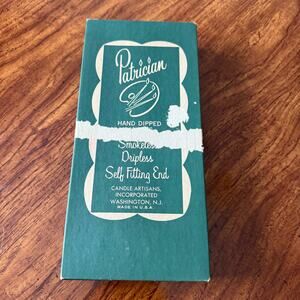 Patrician
HAND DIPPED
Smokeless
Dripless
Self Fitting End
CANDLE ARTISANS,
INCORPORATED
WASHINGTON, N.J.
MADE IN U.S.A.